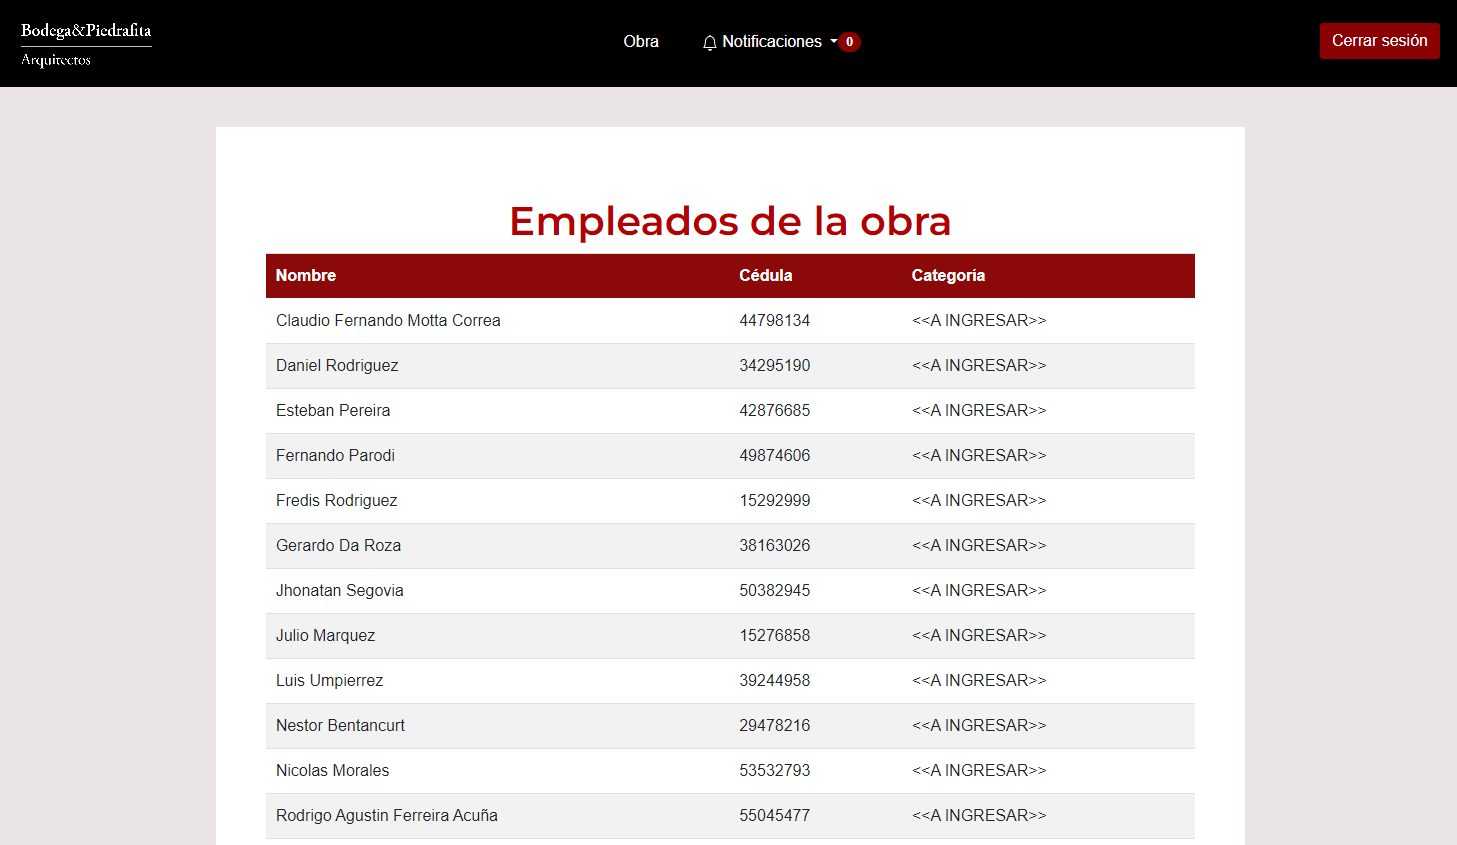 Bodega&Piedrafita
Arquitectos
Obra
Notificaciones 0
Cerrar sesión
Empleados de la obra
Nombre Cédula Categoría
Claudio Fernando Motta Correa 44798134 <<A INGRESAR>>
Daniel Rodriguez 34295190 <<A INGRESAR>>
Esteban Pereira 42876685 <<A INGRESAR>>
Fernando Parodi 49874606 <<A INGRESAR>>
Fredis Rodriguez 15292999 <<A INGRESAR>>
Gerardo Da Roza 38163026 <<A INGRESAR>>
Jhonatan Segovia 50382945 <<A INGRESAR>>
Julio Marquez 15276858 <<A INGRESAR>>
Luis Umpierrez 39244958 <<A INGRESAR>>
Nestor Bentancurt 29478216 <<A INGRESAR>>
Nicolas Morales 53532793 <<A INGRESAR>>
Rodrigo Agustin Ferreira Acuña 55045477 <<A INGRESAR>>